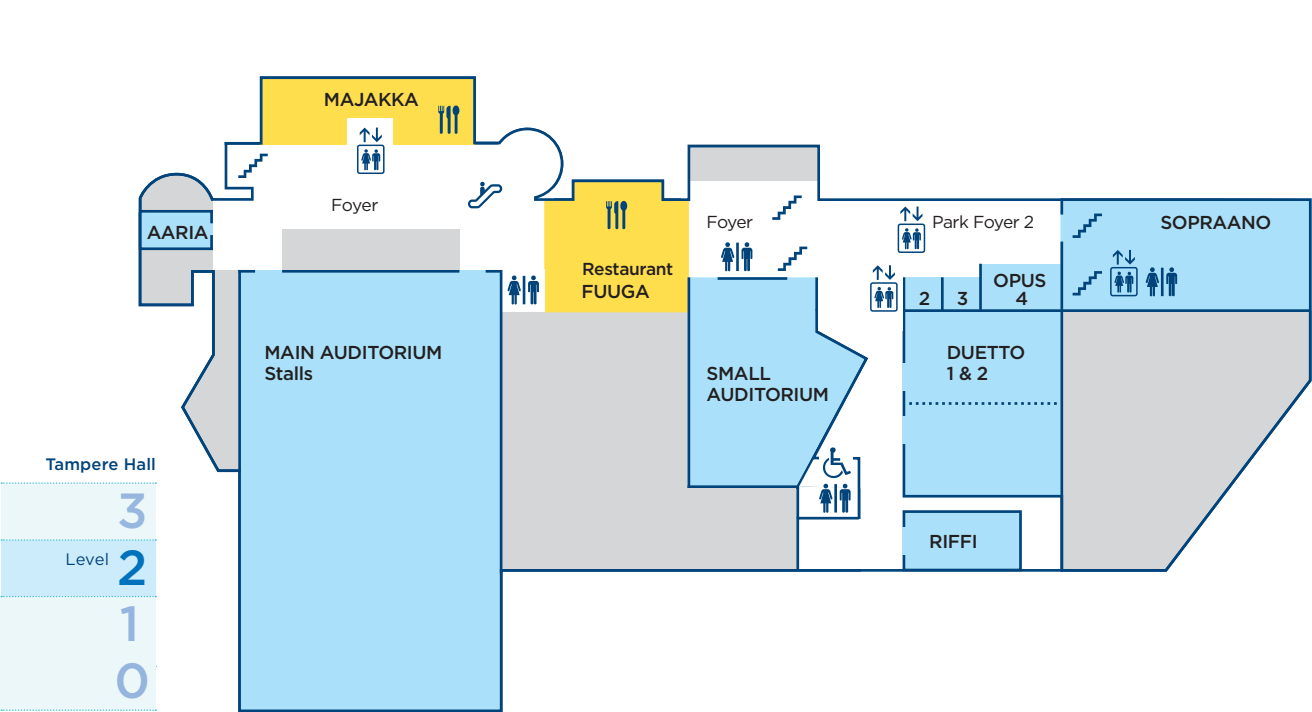 MAJAKKA
Foyer
AARIA
Restaurant
FUUGA
Foyer
Park Foyer 2
SOPRAANO
2
3
OPUS
4
MAIN AUDITORIUM
Stalls
SMALL
AUDITORIUM
DUETTO
1 & 2
RIFFI
Tampere Hall
3
Level 2
1
0